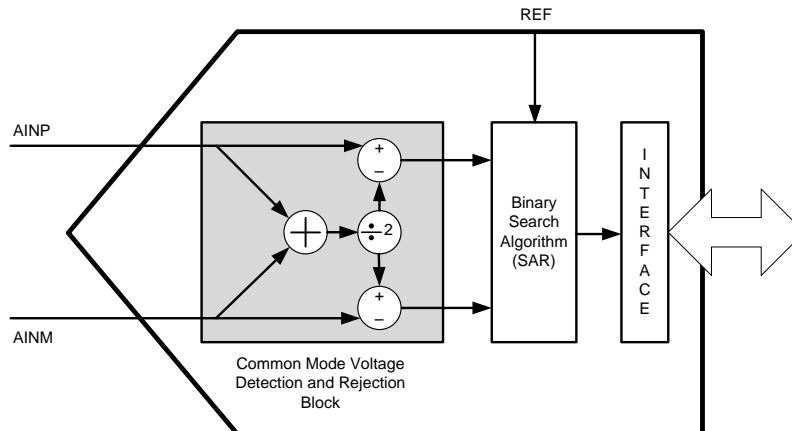 REF
AINP
+
–
+
÷2
+
–
AINM
Binary
Search
Algorithm
(SAR)
I
N
T
E
R
F
A
C
E
Common Mode Voltage
Detection and Rejection
Block